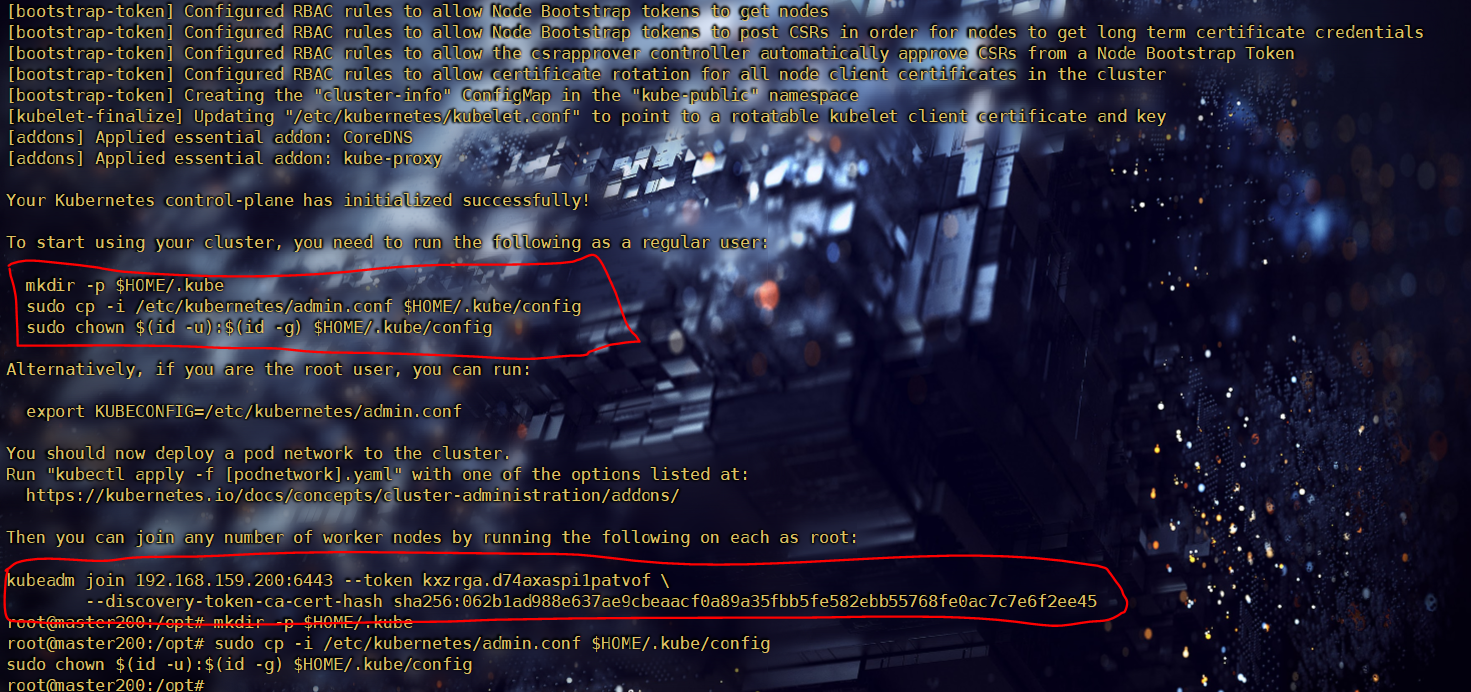 [bootstrap-token] Configured RBAC rules to allow Node Bootstrap tokens to get nodes
[bootstrap-token] Configured RBAC rules to allow Node Bootstrap tokens to post CSRs in order for nodes to get long term certificate credentials
[bootstrap-token] Configured RBAC rules to allow the csrapprover controller automatically approve CSRs from a Node Bootstrap Token
[bootstrap-token] Configured RBAC rules to allow certificate rotation for all node client certificates in the cluster
[bootstrap-token] Creating the "cluster-info" ConfigMap in the "kube-public" namespace
[kubelet-finalize] Updating "/etc/kubernetes/kubelet.conf" to point to a rotatable kubelet client certificate and key
[addons] Applied essential addon: CoreDNS
[addons] Applied essential addon: kube-proxy
Your Kubernetes control-plane has initialized successfully!
To start using your cluster, you need to run the following as a regular user:
mkdir -p $HOME/.kube
sudo cp -i /etc/kubernetes/admin.conf $HOME/.kube/config
sudo chown $(id -u):$(id -g) $HOME/.kube/config
Alternatively, if you are the root user, you can run:
export KUBECONFIG=/etc/kubernetes/admin.conf
You should now deploy a pod network to the cluster.
Run "kubectl apply -f [podnetwork].yaml" with one of the options listed at:
https://kubernetes.io/docs/concepts/cluster-administration/addons/
Then you can join any number of worker nodes by running the following on each as root:
kubeadm join 192.168.159.200:6443 --token kxzrga.d74axaspi1patvof \
--discovery-token-ca-cert-hash sha256:062b1ad988e637ae9cbeaacf0a89a35fbb5fe582ebb55768fe0ac7c7e6f2ee45
root@master200:/opt# mkdir -p $HOME/.kube
root@master200:/opt# sudo cp -i /etc/kubernetes/admin.conf $HOME/.kube/config
sudo chown $(id -u):$(id -g) $HOME/.kube/config
root@master200:/opt#